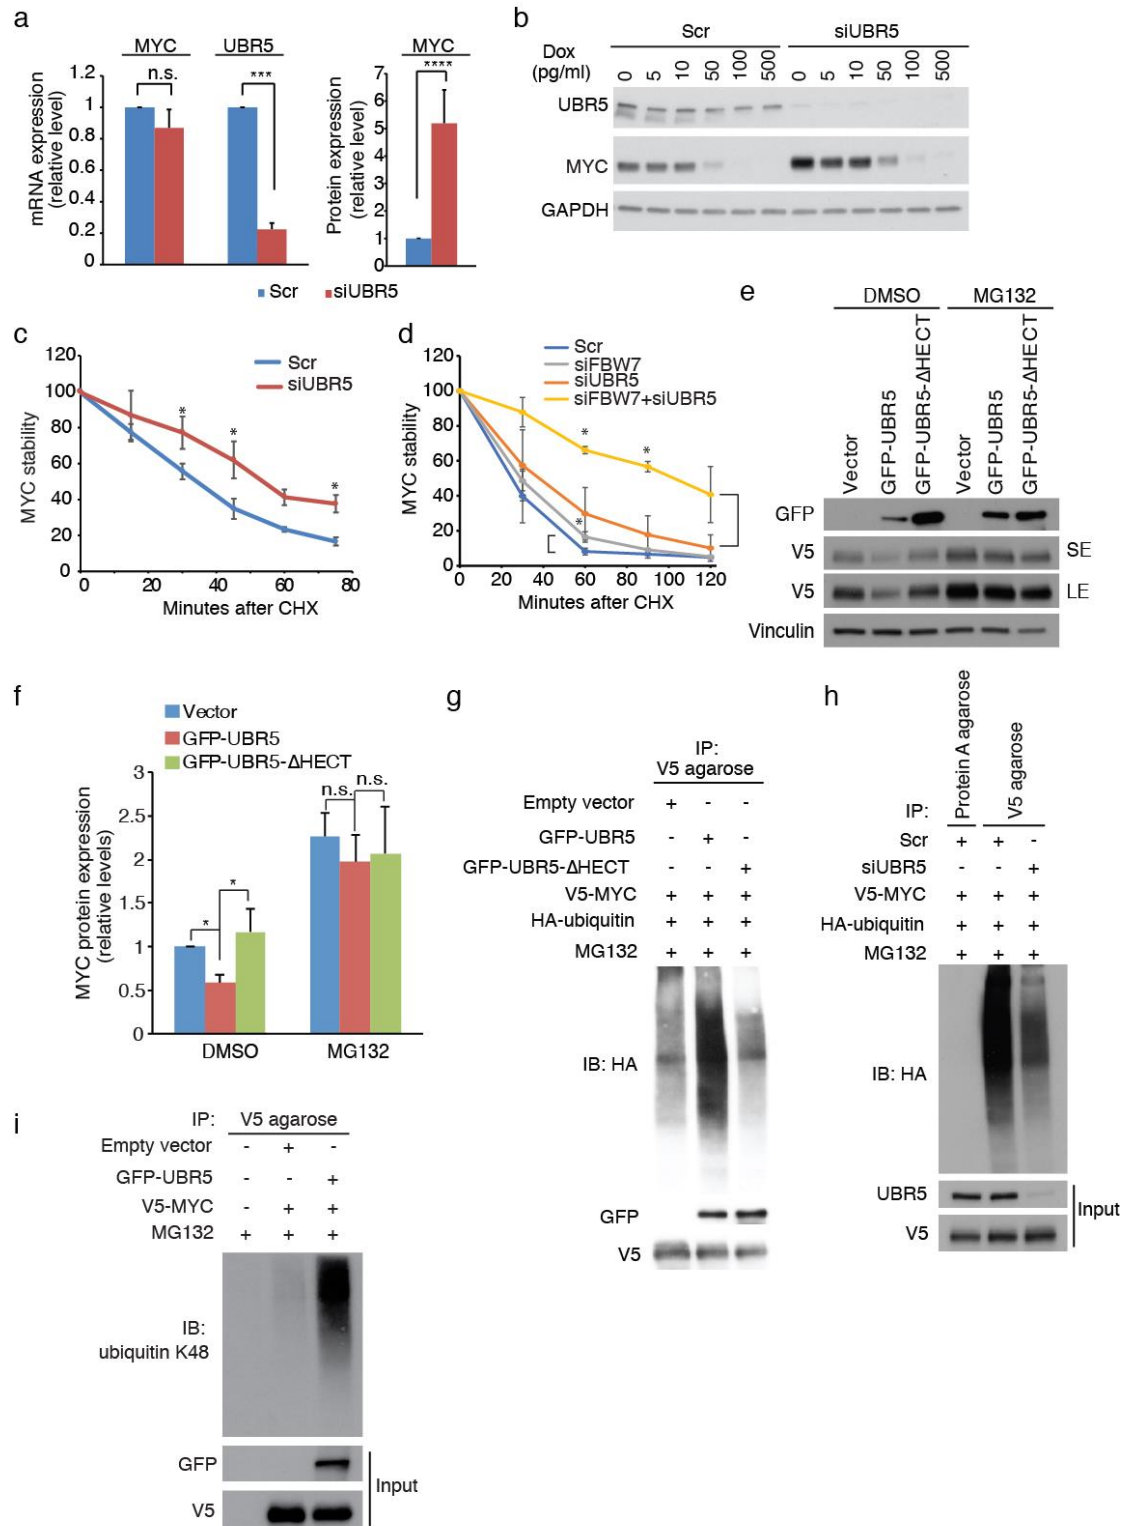 a
MYC
UBR5
MYC
n.s.
***
****
mRNA expression
(relative level)
1.2
1
0.8
0.6
0.4
0.2
0
Protein expression
(relative level)
7
6
5
4
3
2
1
0
Scr
siUBR5
b
Scr
siUBR5
Dox
(pg/ml)
0
5
10
50
100
500
0
5
10
50
100
500
UBR5
MYC
GAPDH
c
MYC stability
120
100
80
60
40
20
0
Scr
siUBR5
*
*
*
0
20
40
60
80
Minutes after CHX
d
MYC stability
120
100
80
60
40
20
0
Scr
siFBW7
siUBR5
siFBW7+siUBR5
*
*
*
0
20
40
60
80
100
120
Minutes after CHX
e
DMSO
MG132
Vector
GFP-UBR5
GFP-UBR5-ΔHECT
Vector
GFP-UBR5
GFP-UBR5-ΔHECT
GFP
V5
SE
V5
LE
Vinculin
f
Vector
GFP-UBR5
GFP-UBR5-ΔHECT
MYC protein expression
(relative levels)
3
2.5
2
1.5
1
0.5
0
*
*
n.s.
n.s.
DMSO
MG132
g
IP:
V5 agarose
Empty vector + - -
GFP-UBR5 - + -
GFP-UBR5-ΔHECT - - +
V5-MYC + + +
HA-ubiquitin + + +
MG132 + + +
IB: HA
GFP
V5
h
IP:
Protein A agarose
V5 agarose
Scr + + -
siUBR5 - - +
V5-MYC + + +
HA-ubiquitin + + +
MG132 + + +
IB: HA
UBR5
V5
Input
i
IP: V5 agarose
Empty vector - + -
GFP-UBR5 - - +
V5-MYC - + +
MG132 + + +
IB:
ubiquitin K48
GFP
V5
Input